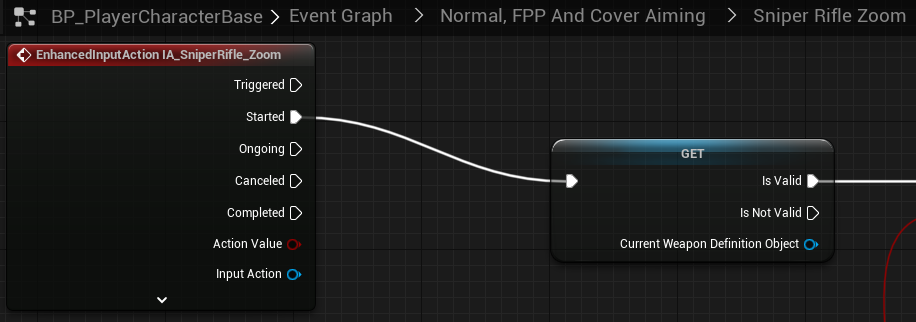 BP_PlayerCharacterBase > Event Graph > Normal, FPP And Cover Aiming > Sniper Rifle Zoom
EnhancedInputAction IA_SniperRifle_Zoom
Triggered
Started
Ongoing
Canceled
Completed
Action Value
Input Action
GET
Is Valid
Is Not Valid
Current Weapon Definition Object